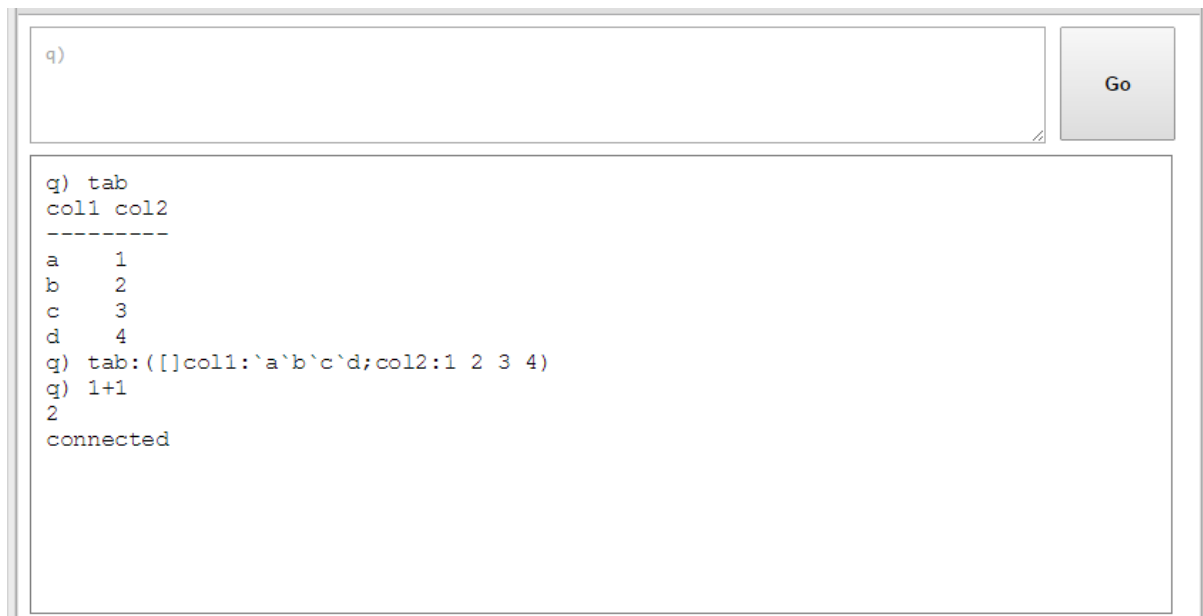 q)
Go
q) tab
col1 col2
---------
a    1
b    2
c    3
d    4
q) tab:([]col1:`a`b`c`d;col2:1 2 3 4)
q) 1+1
2
connected